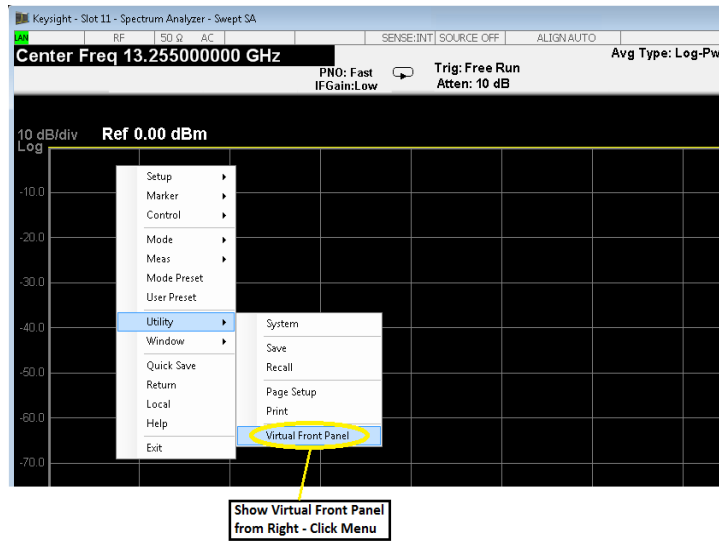 Keysight - Slot 11 - Spectrum Analyzer - Swept SA
LAN RF 50 Ω AC SENSE:INT SOURCE OFF ALIGN AUTO
Center Freq 13.255000000 GHz
Avg Type: Log-Pw
PNO: Fast
IFGain:Low
Trig: Free Run
Atten: 10 dB
10 dB/div Ref 0.00 dBm
Log
-10.0
-20.0
-30.0
-40.0
-50.0
-60.0
-70.0
Setup
Marker
Control
Mode
Meas
Mode Preset
User Preset
Utility
Window
Quick Save
Return
Local
Help
Exit
System
Save
Recall
Page Setup
Print
Virtual Front Panel
Show Virtual Front Panel
from Right - Click Menu